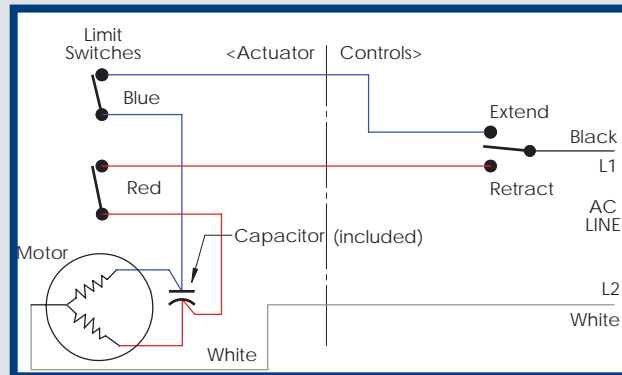 Limit
Switches
<Actuator
Controls>
Blue
Extend
Black
L1
Red
Retract
AC
LINE
Capacitor (included)
Motor
L2
White
White